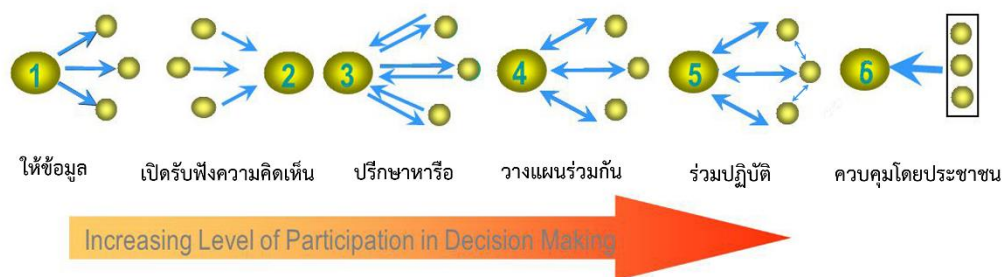 1 2 3 4 5 6
ให้ข้อมูล เปิดรับฟังความคิดเห็น ปรึกษาหารือ วางแผนร่วมกัน ร่วมปฏิบัติ ควบคุมโดยประชาชน
Increasing Level of Participation in Decision Making